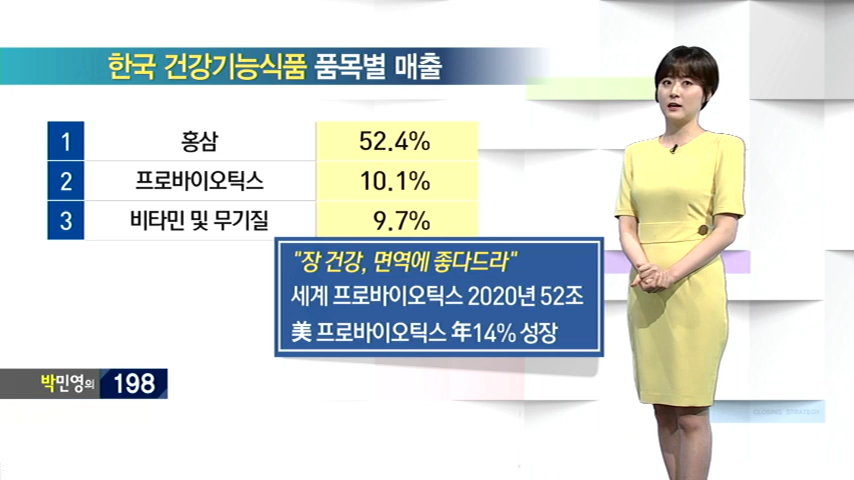 한국 건강기능식품 품목별 매출
1 홍삼 52.4%
2 프로바이오틱스 10.1%
3 비타민 및 무기질 9.7%
"장 건강, 면역에 좋다드라"
세계 프로바이오틱스 2020년 52조
美 프로바이오틱스 年14% 성장
박민영의 198
CLOSING STRATEGY